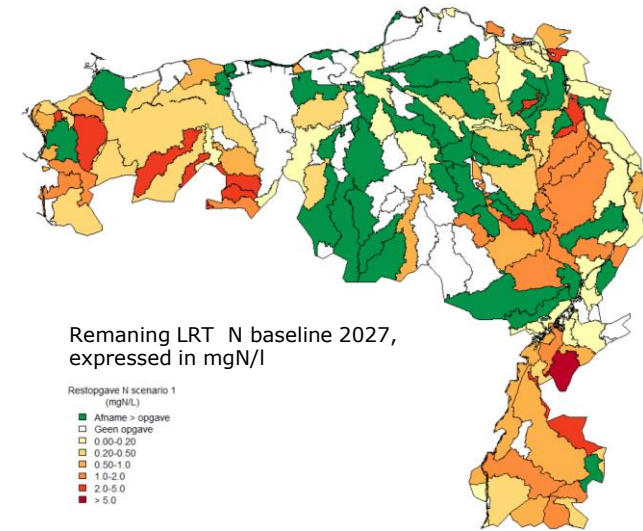 Remaning LRT N baseline 2027,
expressed in mgN/l
Restopgave N scenario 1
(mgN/L)
Afname > opgave
Geen opgave
0.00-0.20
0.20-0.50
0.50-1.0
1.0-2.0
2.0-5.0
> 5.0